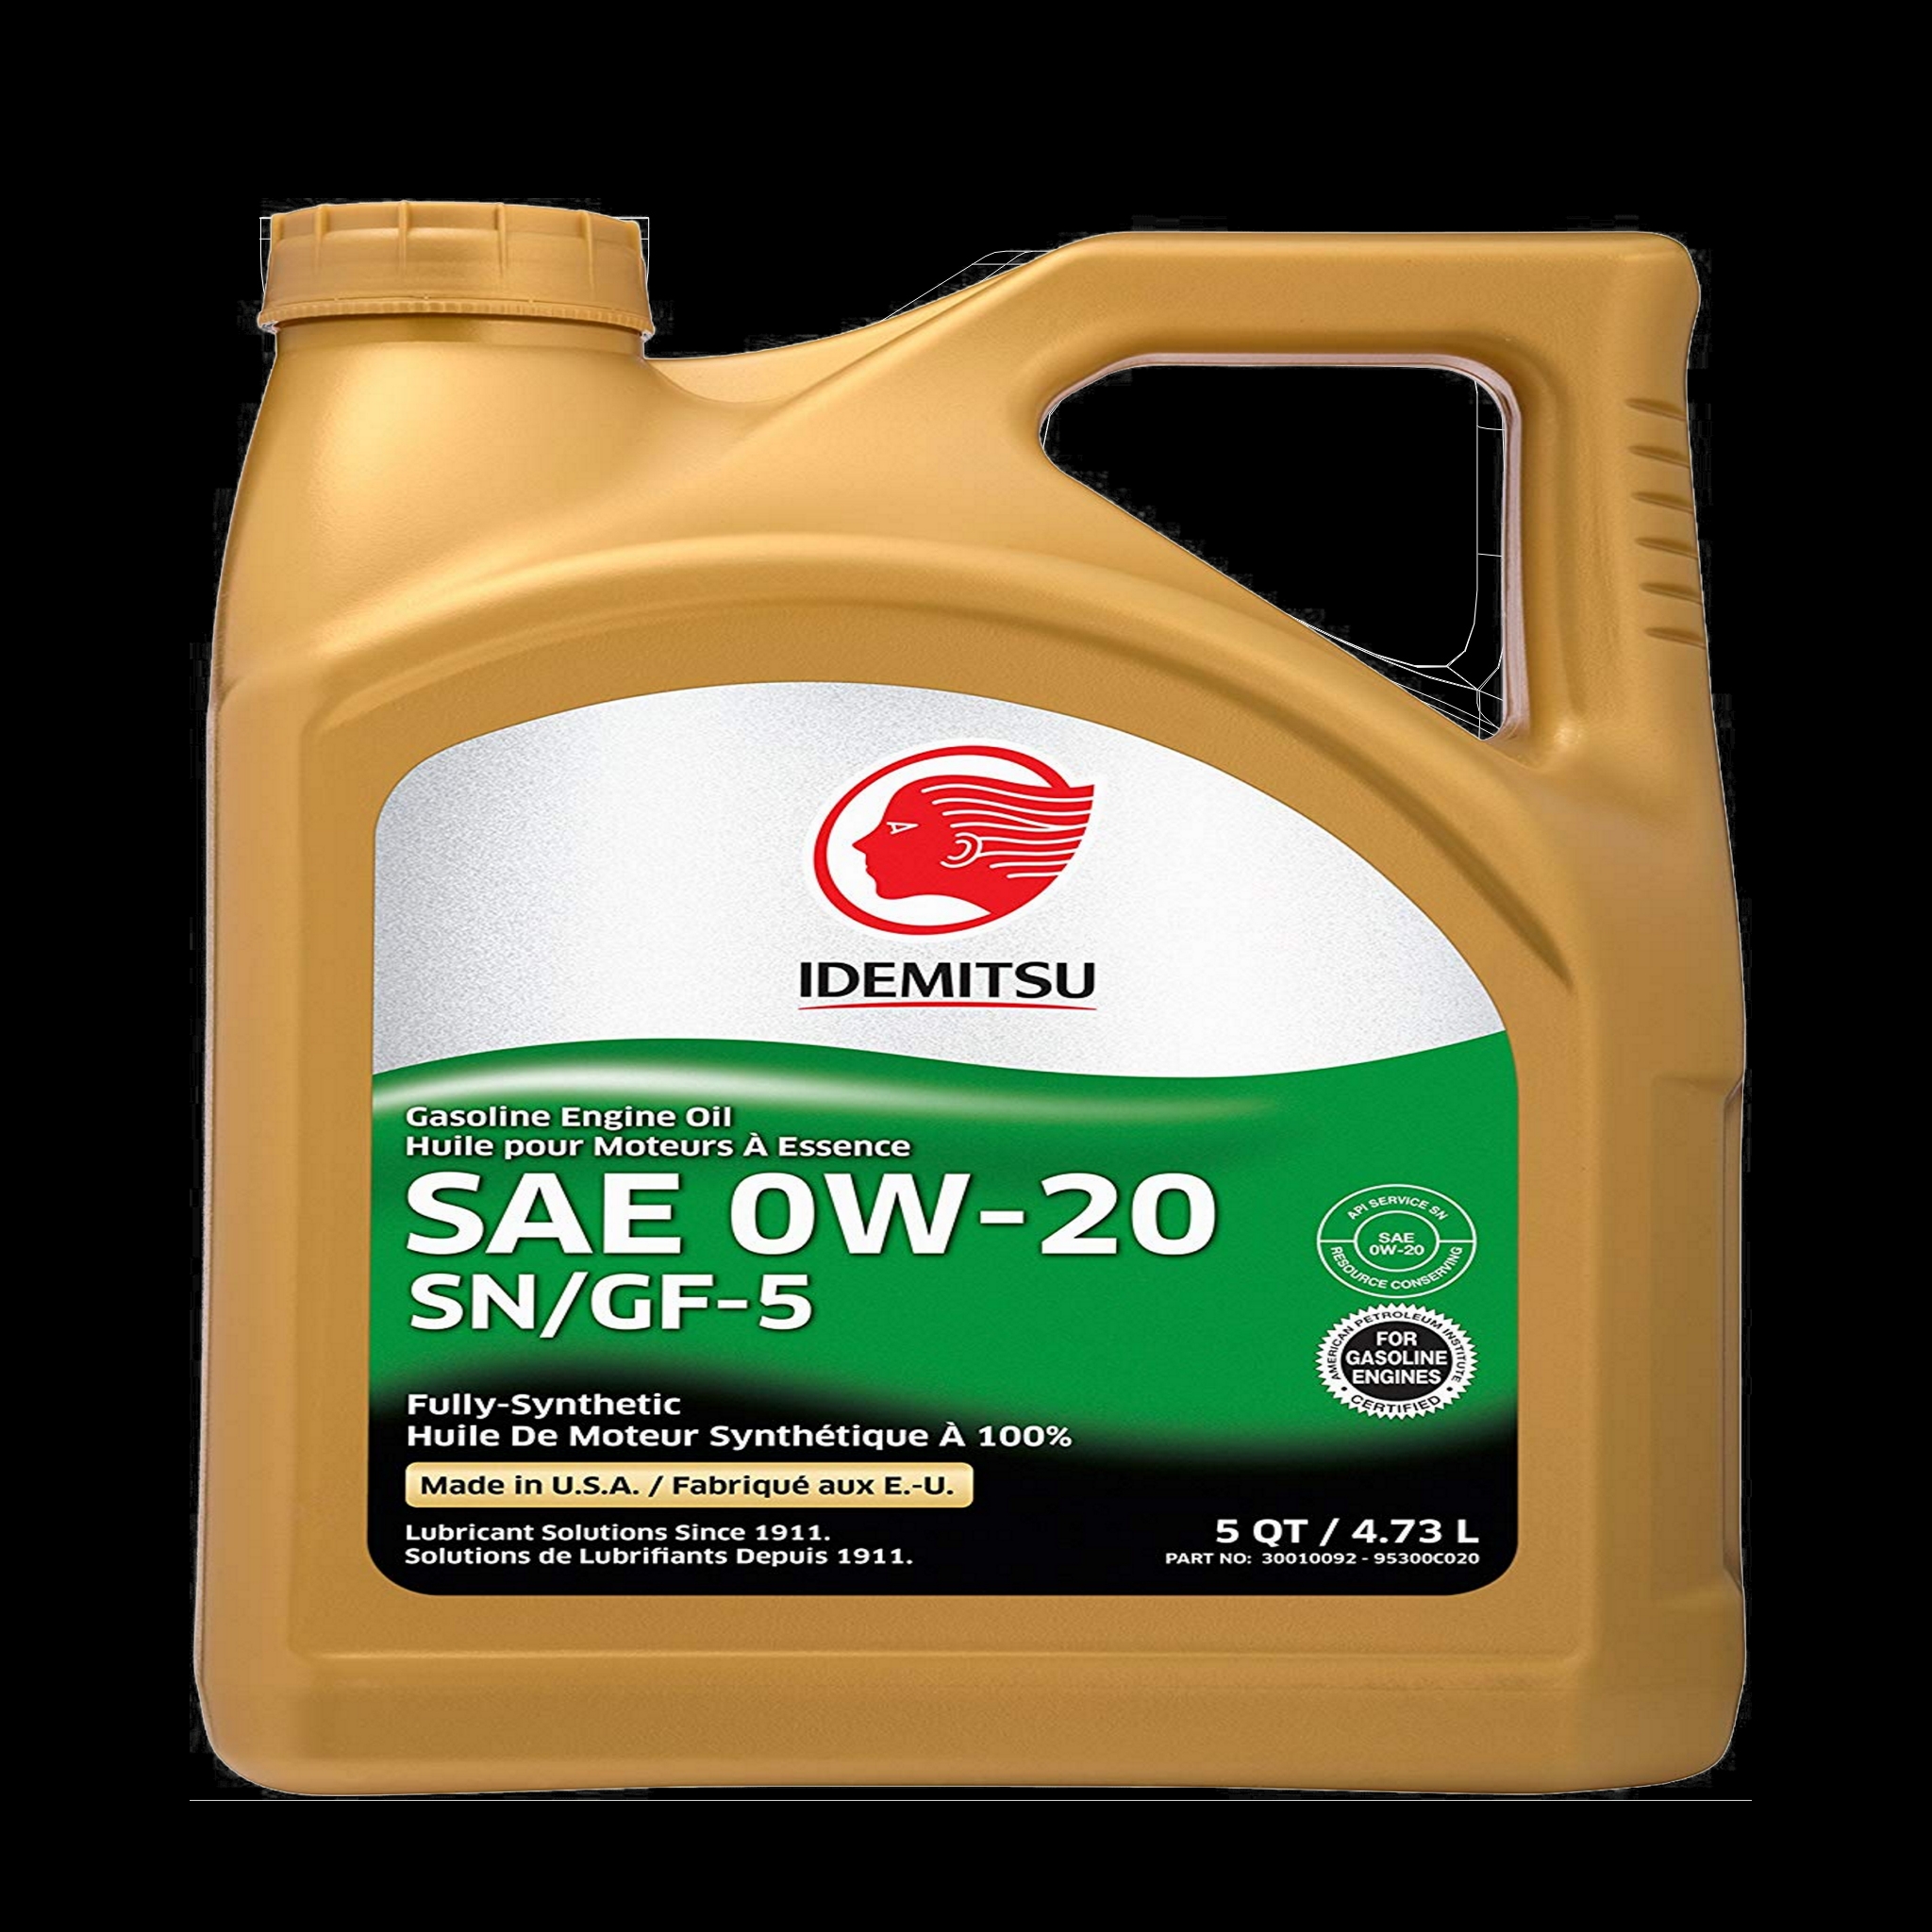 IDEMITSU
Gasoline Engine Oil
Huile pour Moteurs À Essence
SAE 0W-20
SN/GF-5
API SERVICE SN
SAE
0W-20
RESOURCE CONSERVING
AMERICAN PETROLEUM INSTITUTE
FOR
GASOLINE
ENGINES
CERTIFIED
Fully-Synthetic
Huile De Moteur Synthétique À 100%
Made in U.S.A. / Fabriqué aux E.-U.
Lubricant Solutions Since 1911.
Solutions de Lubrifiants Depuis 1911.
5 QT / 4.73 L
PART NO: 30010092 - 95300C020